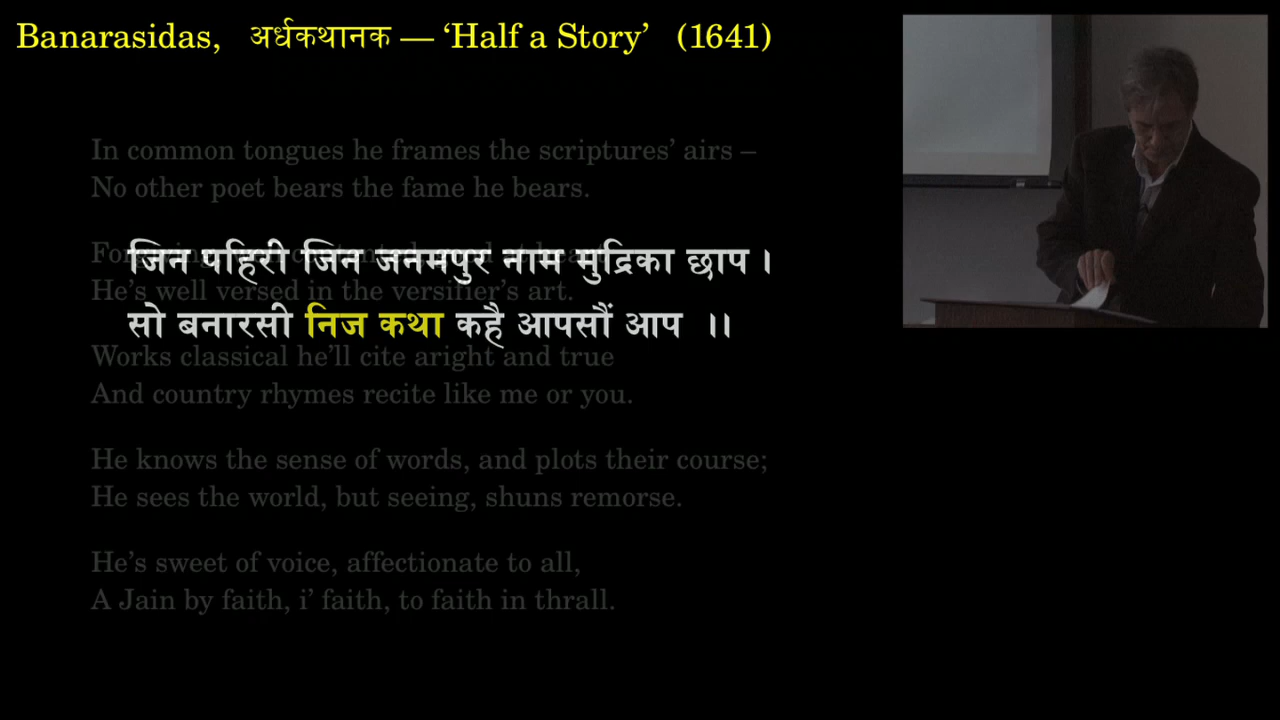 Banarasidas, अर्धकथानक — ‘Half a Story’ (1641)
In common tongues he frames the scriptures’ airs –
No other poet bears the fame he bears.
जिन पहिरी जिन जनमपुर नाम मुद्रिका छाप ।
He’s well versed in the versifier’s art.
सो बनारसी निज कथा कहै आपसौं आप ।।
Works classical he’ll cite aright and true
And country rhymes recite like me or you.
He knows the sense of words, and plots their course;
He sees the world, but seeing, shuns remorse.
He’s sweet of voice, affectionate to all,
A Jain by faith, i’ faith, to faith in thrall.